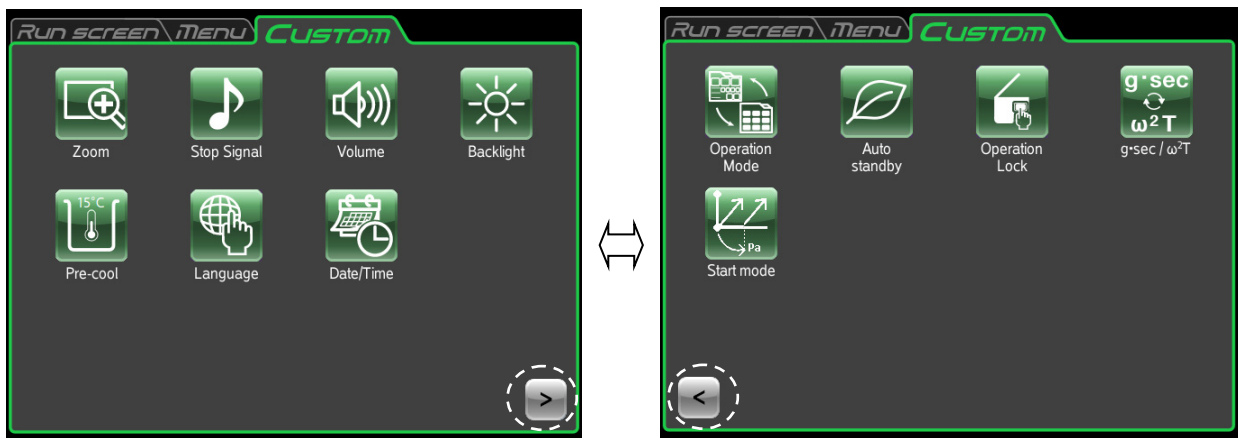 Run screen Menu Custom
Zoom Stop Signal Volume Backlight
15°C
Pre-cool Language Date/Time
>
Run screen Menu Custom
g·sec
ω²T
Operation Mode
Auto standby
Operation Lock
g•sec / ω²T
Pa
Start mode
<